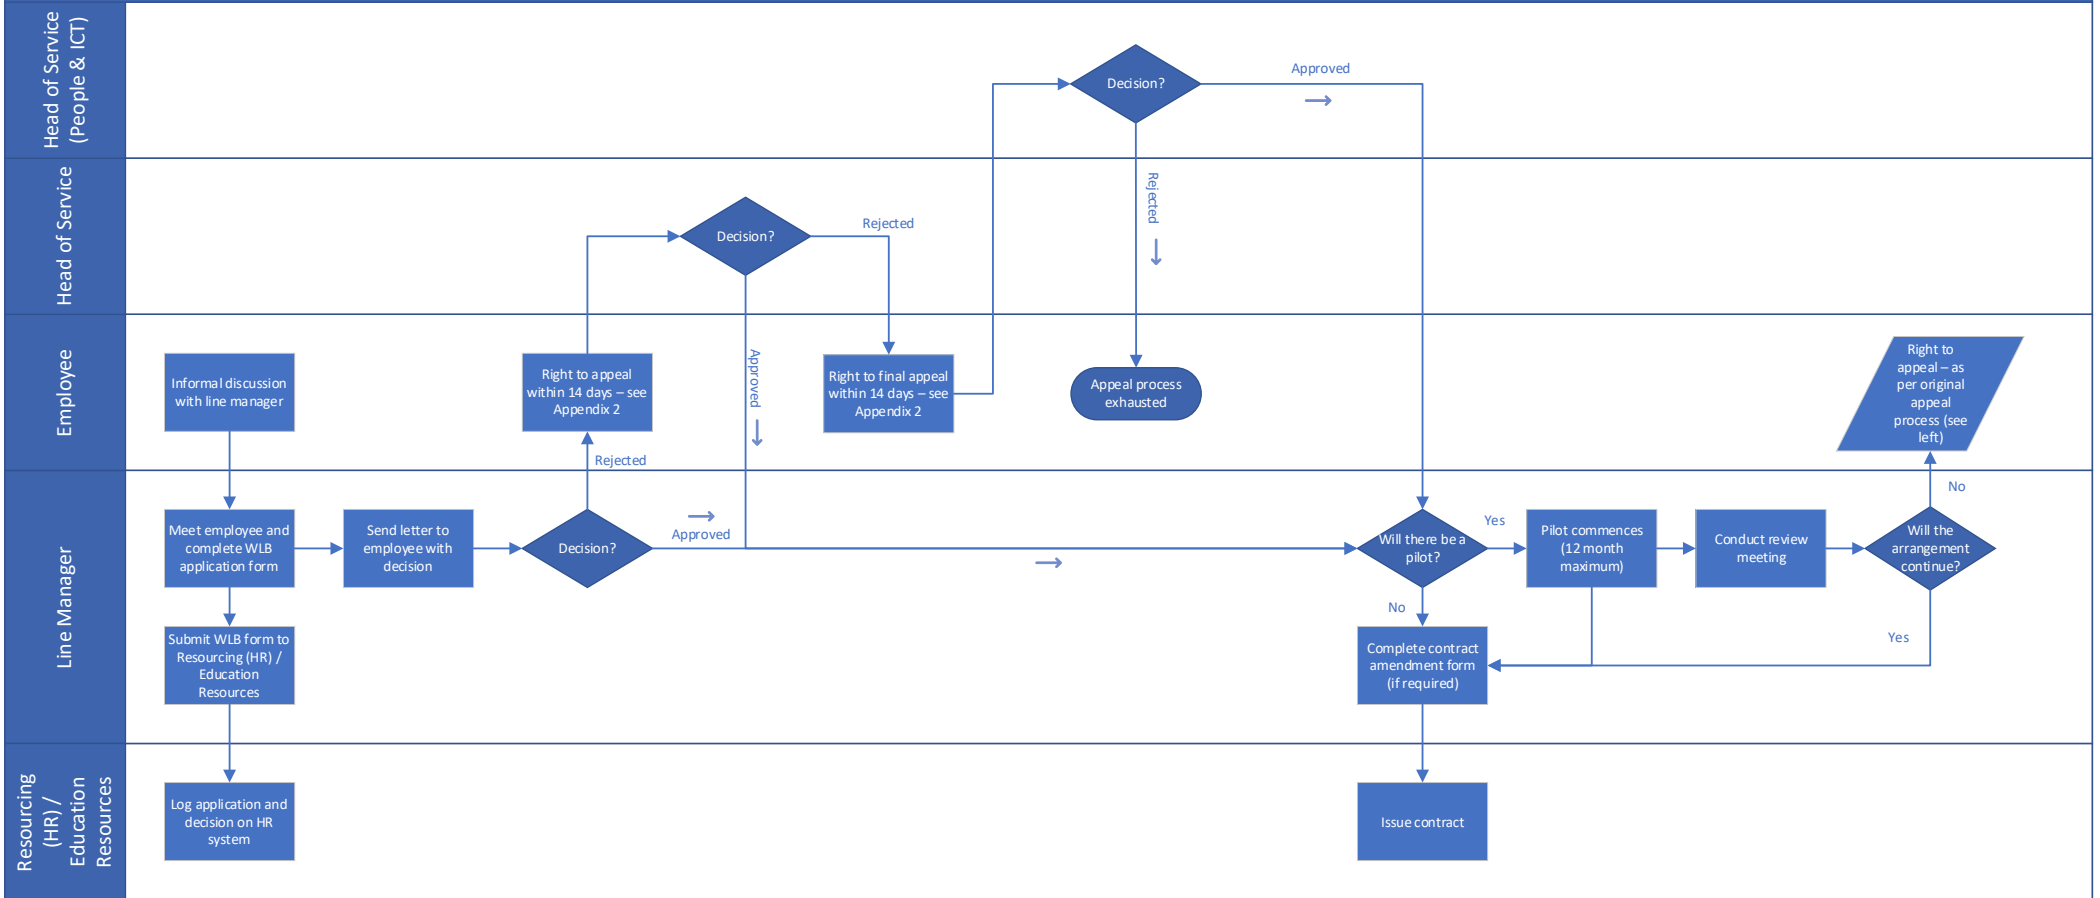 Head of Service
(People & ICT)
Decision?
Approved
→
Head of Service
Decision?
Rejected
Rejected
→
Employee
Informal discussion
with line manager
Right to appeal
within 14 days – see
Appendix 2
Rejected
Approved
→
Right to final appeal
within 14 days – see
Appendix 2
Appeal process
exhausted
Right to
appeal – as
per original
appeal
process (see
left)
No
Line Manager
Meet employee and
complete WLB
application form
Send letter to
employee with
decision
Decision?
→
Approved
→
Will there be a
pilot?
Yes
Pilot commences
(12 month
maximum)
Conduct review
meeting
Will the
arrangement
continue?
No
Yes
Submit WLB form to
Resourcing (HR) /
Education
Resources
Complete contract
amendment form
(if required)
Resourcing
(HR) /
Education
Resources
Log application and
decision on HR
system
Issue contract